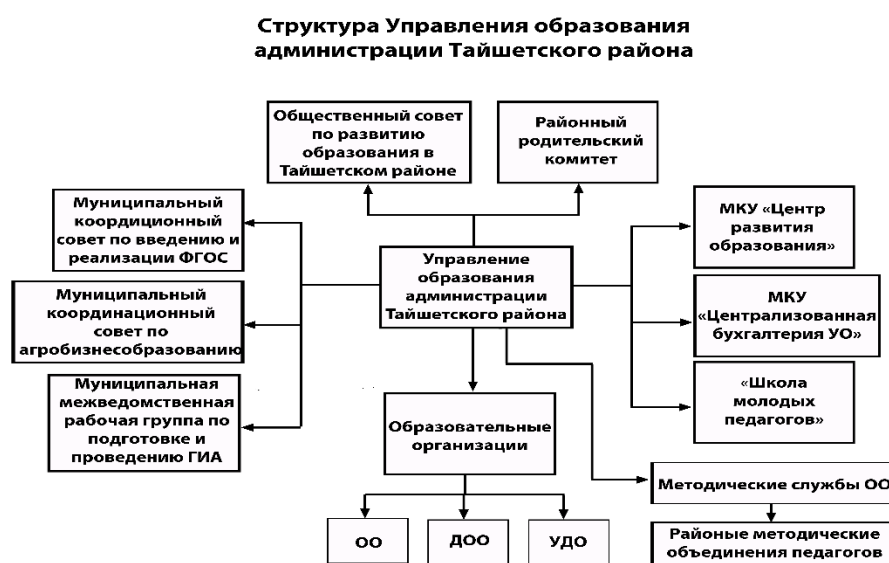 Структура Управления образования
администрации Тайшетского района
Общественный совет
по развитию
образования в
Тайшетском районе
Районный
родительский
комитет
Муниципальный
коордиционный
совет по введению и
реализации ФГОС
Управление
образования
администрации
Тайшетского района
МКУ «Центр
развития
образования»
Муниципальный
координационный
совет по
агробизнесобразованию
МКУ
«Централизованная
бухгалтерия УО»
Муниципальная
межведомственная
рабочая группа по
подготовке и
проведению ГИА
«Школа
молодых
педагогов»
Образовательные
организации
Методические службы ОО
ОО
ДОО
УДО
Районые методические
объединения педагогов